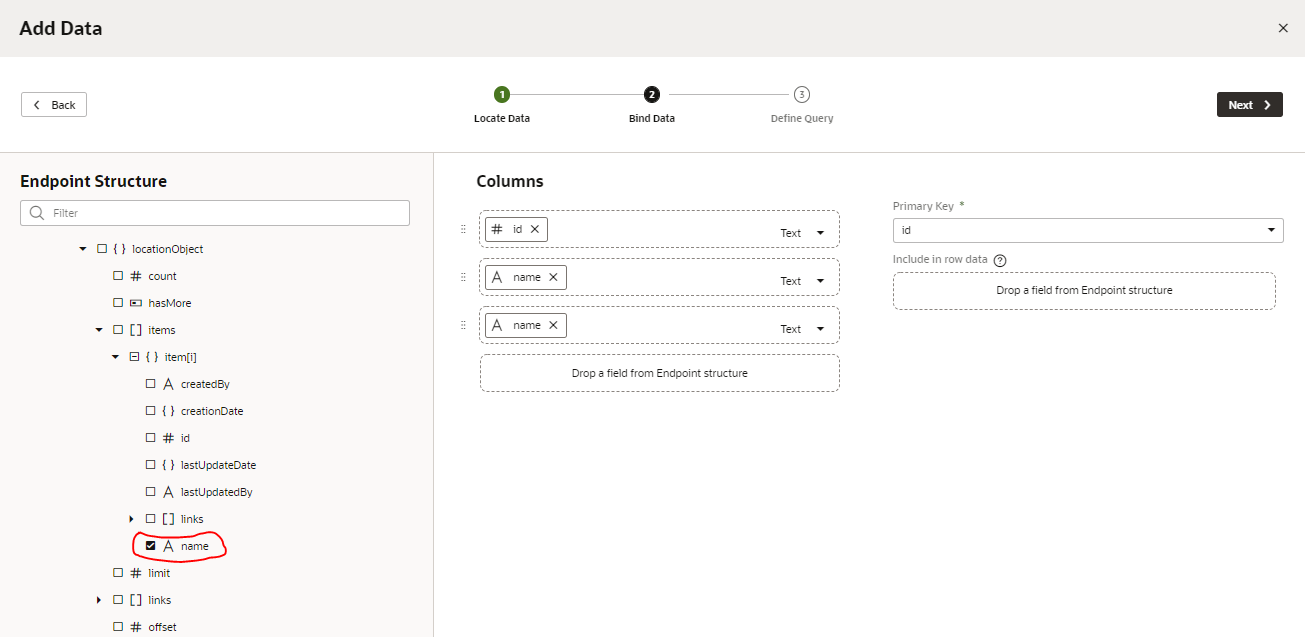 Add Data
Back
1
2
3
Locate Data
Bind Data
Define Query
Next
Endpoint Structure
Filter
{ } locationObject
# count
hasMore
[ ] items
{ } item[i]
A createdBy
{ } creationDate
# id
{ } lastUpdateDate
A lastUpdatedBy
[ ] links
A name
# limit
[ ] links
# offset
Columns
# id Text
A name Text
A name Text
Drop a field from Endpoint structure
Primary Key *
id
Include in row data ?
Drop a field from Endpoint structure